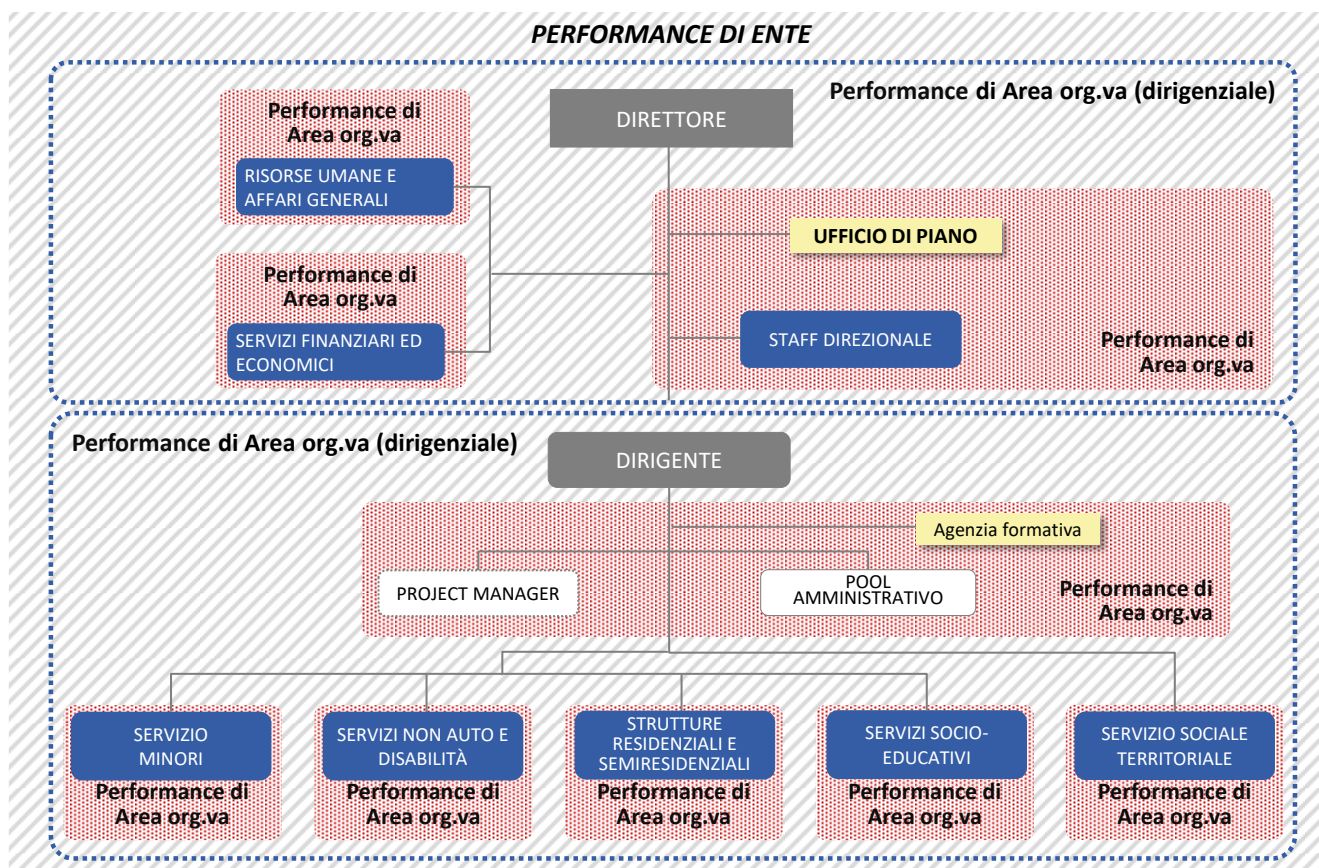 PERFORMANCE DI ENTE
Performance di Area org.va (dirigenziale)
Performance di
Area org.va
DIRETTORE
RISORSE UMANE E
AFFARI GENERALI
UFFICIO DI PIANO
Performance di
Area org.va
SERVIZI FINANZIARI ED
ECONOMICI
STAFF DIREZIONALE
Performance di
Area org.va
Performance di Area org.va (dirigenziale)
DIRIGENTE
Agenzia formativa
PROJECT MANAGER
POOL
AMMINISTRATIVO
Performance di
Area org.va
SERVIZIO
MINORI
Performance di
Area org.va
SERVIZI NON AUTO E
DISABILITÀ
Performance di
Area org.va
STRUTTURE
RESIDENZIALI E
SEMIRESIDENZIALI
Performance di
Area org.va
SERVIZI SOCIO-
EDUCATIVI
Performance di
Area org.va
SERVIZIO SOCIALE
TERRITORIALE
Performance di
Area org.va